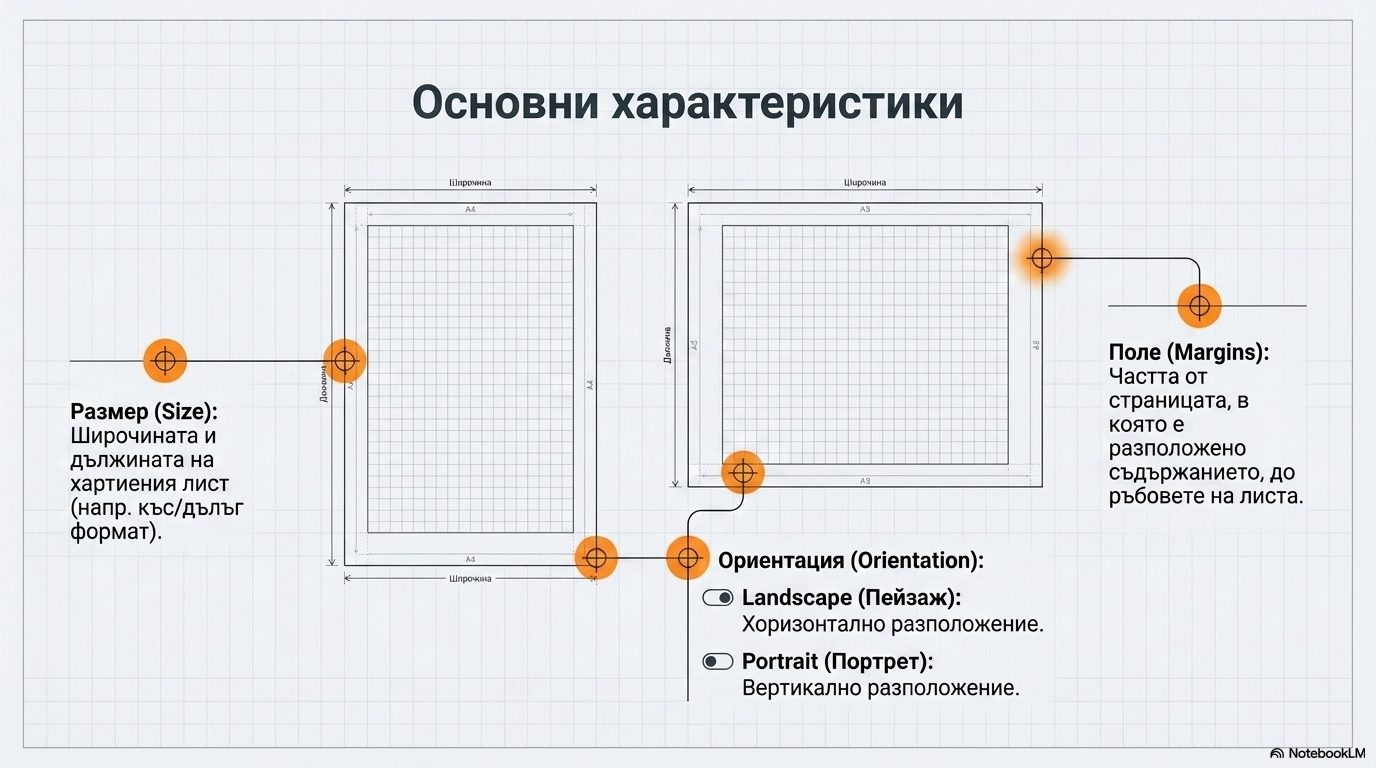 Основни характеристики
A4
A3
Размер (Size):
Широчината и
дължината на
хартиения лист
(напр. къс/дълъг
формат).
Поле (Margins):
Частта от
страницата, в
която е
разположено
съдържанието, до
ръбовете на листа.
A3
Ориентация (Orientation):
Landscape (Пейзаж):
Хоризонтално разположение.
Portrait (Портрет):
Вертикално разположение.
NotebookLM